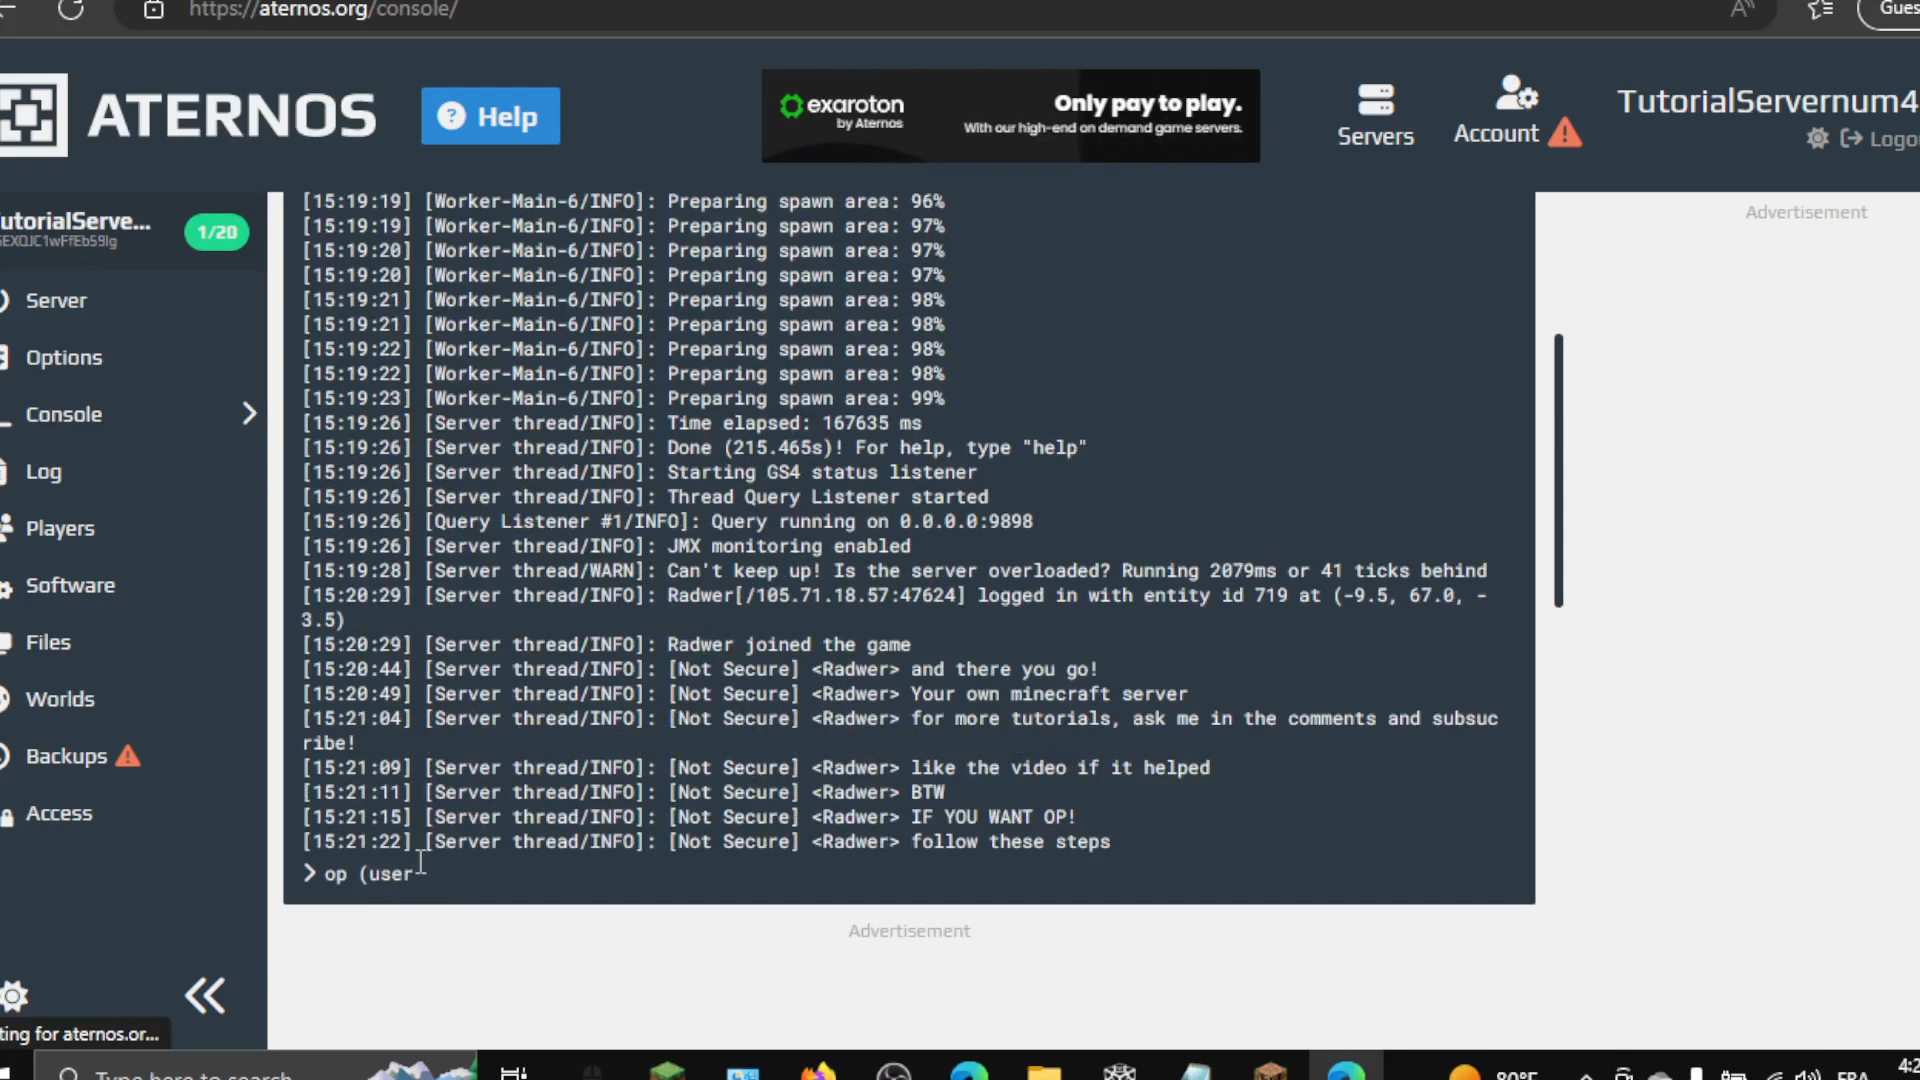 https://aternos.org/console/
Gues
ATERNOS
Help
exaroton
by Aternos
Only pay to play.
With our high-end on demand game servers.
Servers
Account
TutorialServernum4
Logou
utorialServe...
1/20
Server
Options
Console
Log
Players
Software
Files
Worlds
Backups
Access
ting for aternos.or...
[15:19:19] [Worker-Main-6/INFO]: Preparing spawn area: 96%
[15:19:19] [Worker-Main-6/INFO]: Preparing spawn area: 97%
[15:19:20] [Worker-Main-6/INFO]: Preparing spawn area: 97%
[15:19:20] [Worker-Main-6/INFO]: Preparing spawn area: 97%
[15:19:21] [Worker-Main-6/INFO]: Preparing spawn area: 98%
[15:19:21] [Worker-Main-6/INFO]: Preparing spawn area: 98%
[15:19:22] [Worker-Main-6/INFO]: Preparing spawn area: 98%
[15:19:22] [Worker-Main-6/INFO]: Preparing spawn area: 98%
[15:19:23] [Worker-Main-6/INFO]: Preparing spawn area: 99%
[15:19:26] [Server thread/INFO]: Time elapsed: 167635 ms
[15:19:26] [Server thread/INFO]: Done (215.465s)! For help, type "help"
[15:19:26] [Server thread/INFO]: Starting GS4 status listener
[15:19:26] [Server thread/INFO]: Thread Query Listener started
[15:19:26] [Query Listener #1/INFO]: Query running on 0.0.0.0:9898
[15:19:26] [Server thread/INFO]: JMX monitoring enabled
[15:19:28] [Server thread/WARN]: Can't keep up! Is the server overloaded? Running 2079ms or 41 ticks behind
[15:20:29] [Server thread/INFO]: Radwer[/105.71.18.57:47624] logged in with entity id 719 at (-9.5, 67.0, -
3.5)
[15:20:29] [Server thread/INFO]: Radwer joined the game
[15:20:44] [Server thread/INFO]: [Not Secure] <Radwer> and there you go!
[15:20:49] [Server thread/INFO]: [Not Secure] <Radwer> Your own minecraft server
[15:21:04] [Server thread/INFO]: [Not Secure] <Radwer> for more tutorials, ask me in the comments and subsuc
ribe!
[15:21:09] [Server thread/INFO]: [Not Secure] <Radwer> like the video if it helped
[15:21:11] [Server thread/INFO]: [Not Secure] <Radwer> BTW
[15:21:15] [Server thread/INFO]: [Not Secure] <Radwer> IF YOU WANT OP!
[15:21:22] [Server thread/INFO]: [Not Secure] <Radwer> follow these steps
op (user
Advertisement
Advertisement
Type here to search
80°F
FRA
4:2